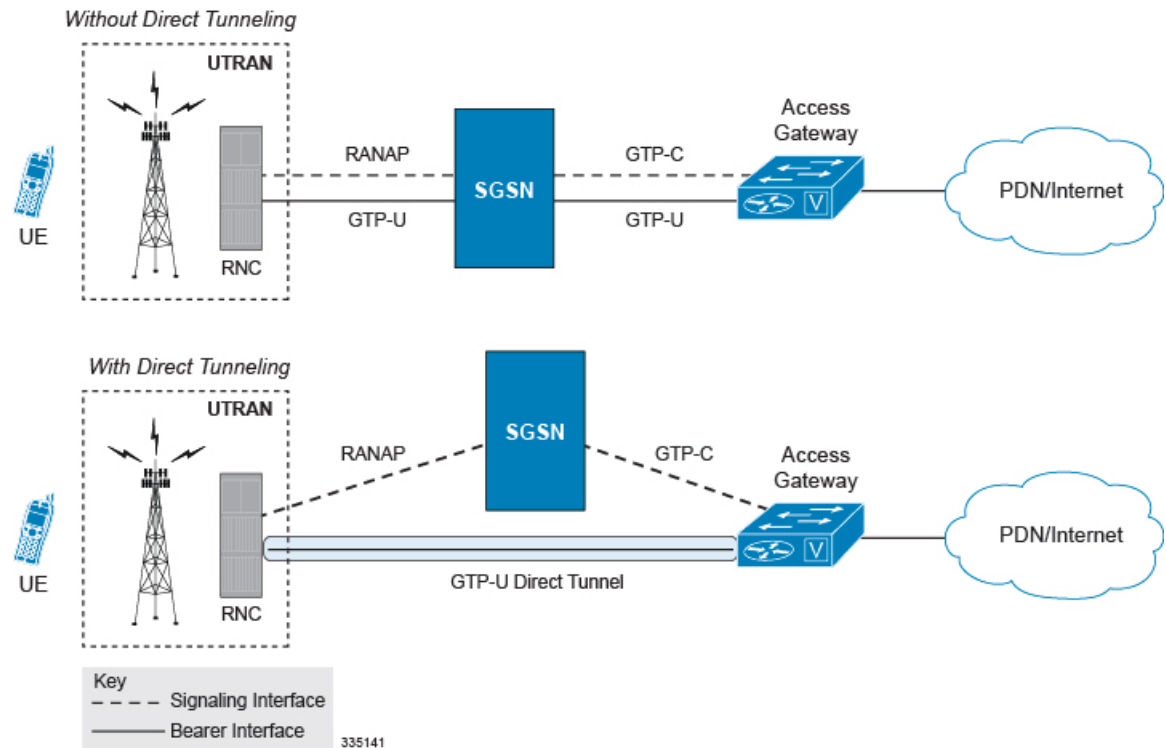 Without Direct Tunneling
UTRAN
UE
RNC
RANAP
GTP-U
SGSN
GTP-C
GTP-U
Access
Gateway
V
PDN/Internet
With Direct Tunneling
UTRAN
UE
RNC
RANAP
SGSN
GTP-C
GTP-U Direct Tunnel
Access
Gateway
V
PDN/Internet
Key
Signaling Interface
Bearer Interface
335141